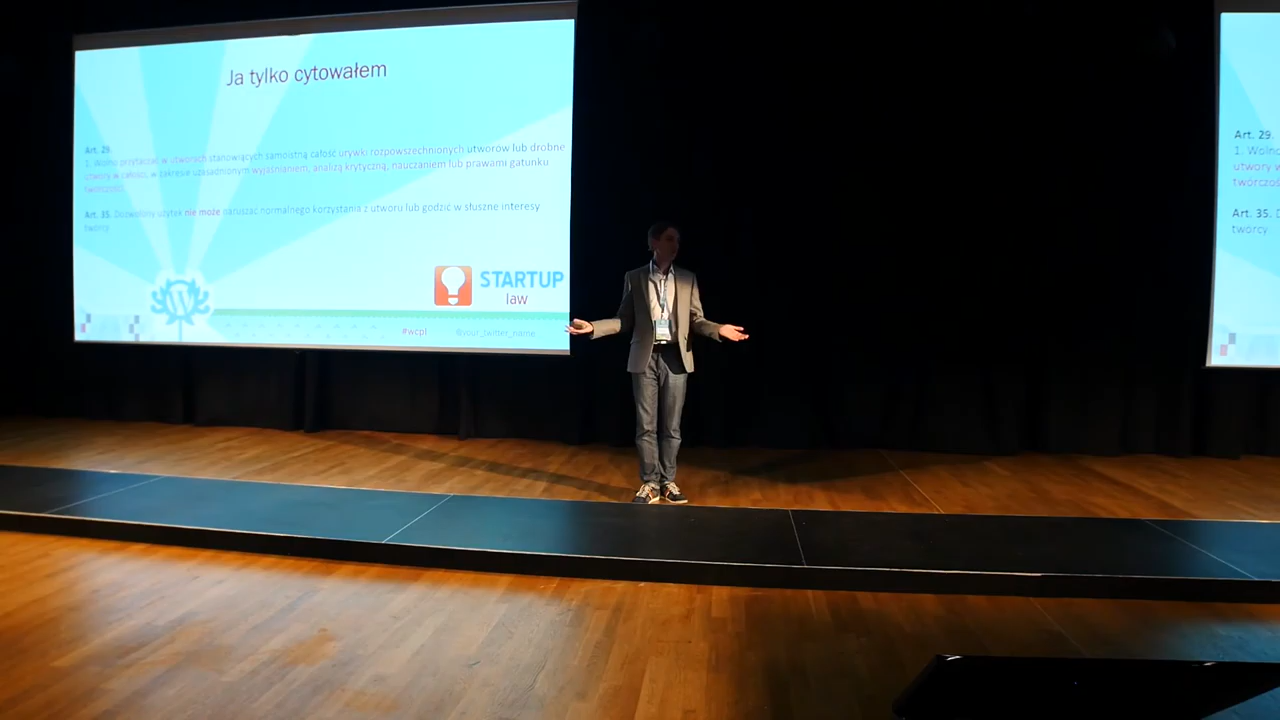 Ja tylko cytowałem
Art. 29.
1. Wolno przytaczać w utworach stanowiących samoistną całość urywki rozpowszechnionych utworów lub drobne
utwory w całości, w zakresie uzasadnionym wyjaśnianiem, analizą krytyczną, nauczaniem lub prawami gatunku
twórczości.
Art. 35. Dozwolony użytek nie może naruszać normalnego korzystania z utworu lub godzić w słuszne interesy
twórcy.
STARTUP
law
#wcpl @your_twitter_name
Art. 29.
1. Wolno
utwory w
twórczoś
Art. 35. D
twórcy.